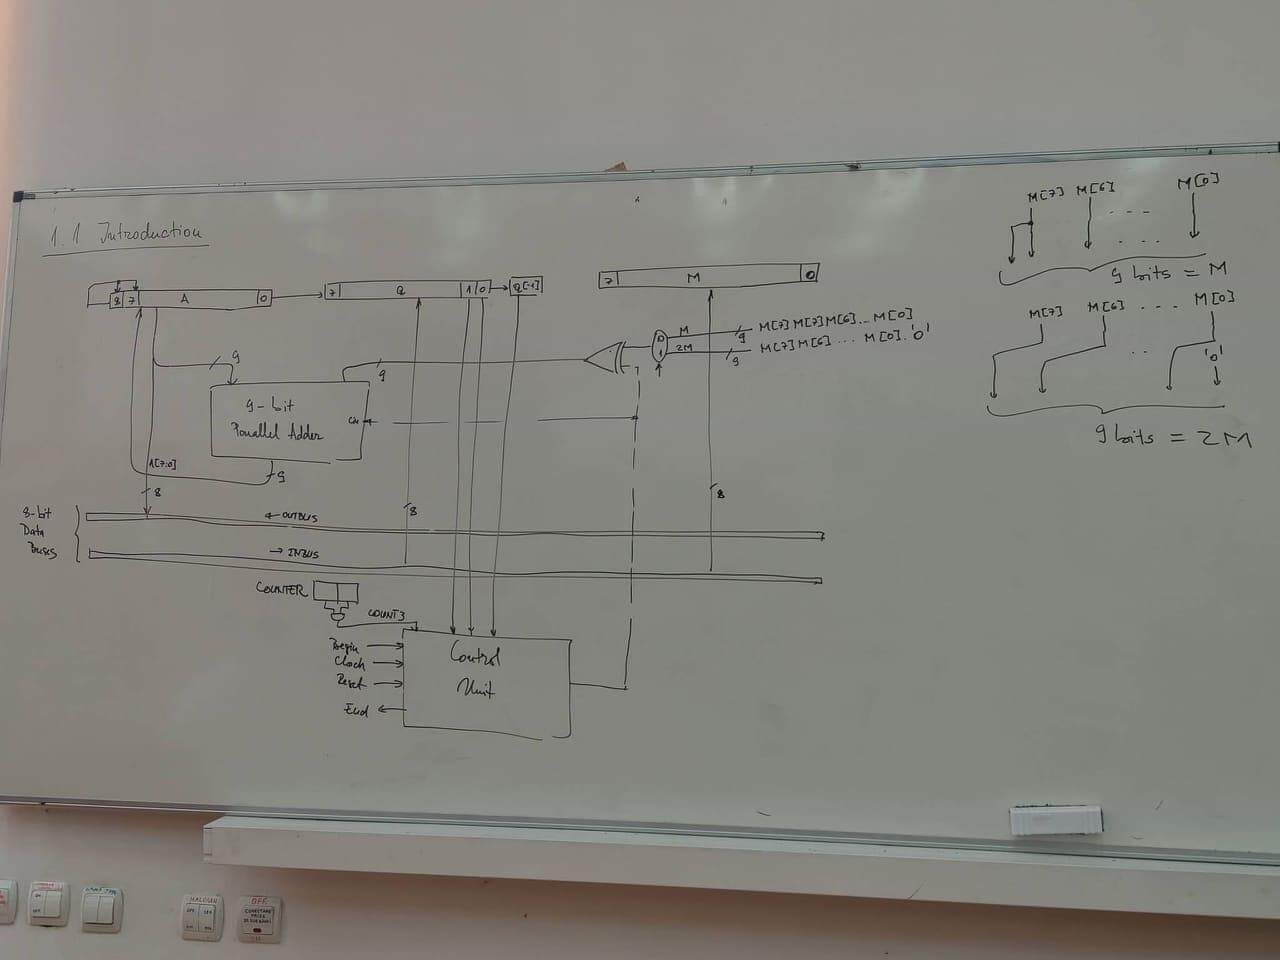 1.1 Introduction
8 7 A 0
7 Q 1 0
Q[-1]
7 M 0
M[7] M[6] - - - M[0]
. . .
9 bits = M
M[7] M[6] . . . . M[0]
. .
'0'
9 bits = 2M
0 M 9 M[7] M[7] M[6] ... M[0]
1 2M 9 M[7] M[6] ... M[0] '0'
9
9
9-bit
Parallel Adder
Cin
A[7:0]
9
8
8
8
8-bit
Data
Buses
← OUTBUS
→ INBUS
COUNTER
COUNT3
Begin
Clock
Reset
End
Control
Unit
HALOGEN
OFF